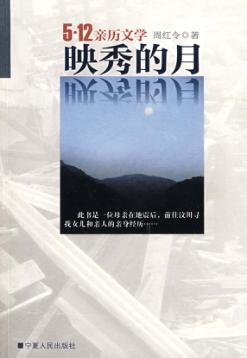 5·12亲历文学 周红令◎著
映秀的月
此书是一位母亲在地震后，前往汶川寻
找女儿和亲人的亲身经历……
宁夏人民出版社